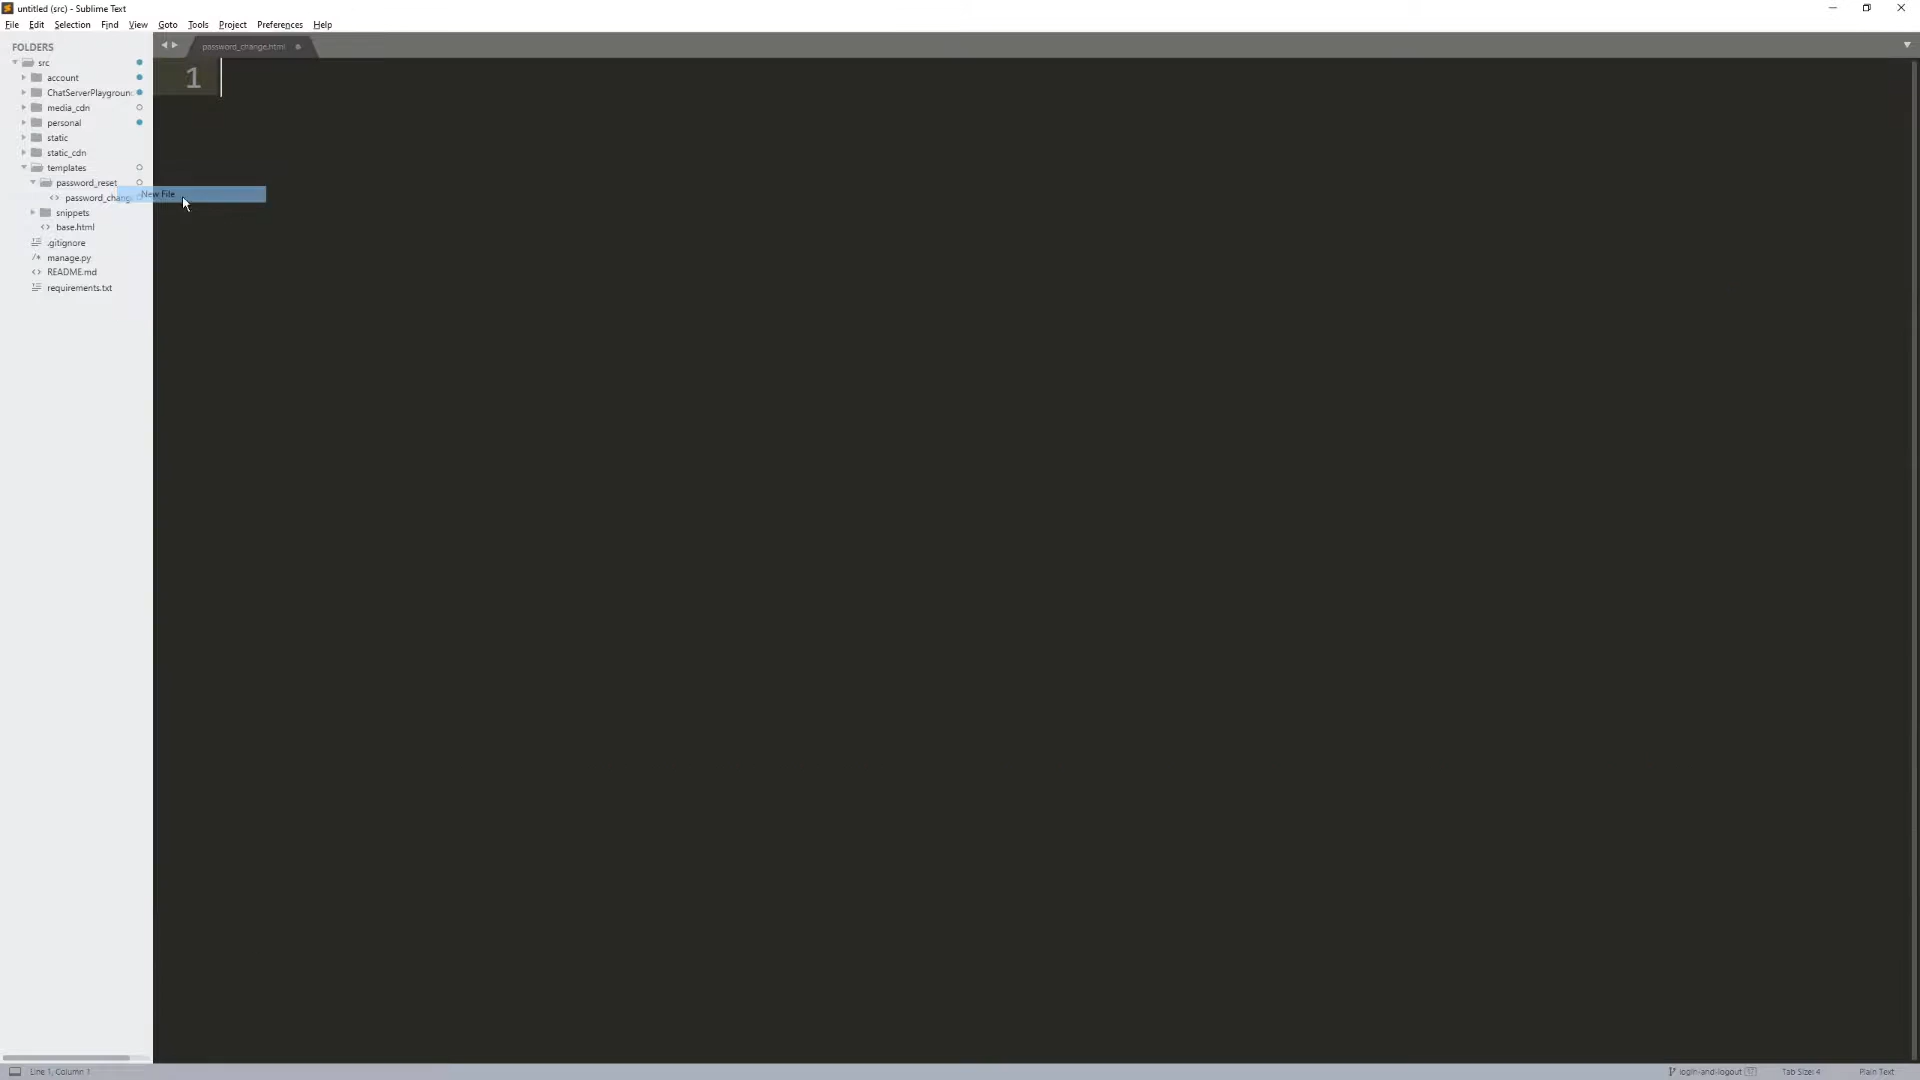 untitled (src) - Sublime Text
File Edit Selection Find View Goto Tools Project Preferences Help
FOLDERS
password_change.html
src
1
account
ChatServerPlaygroun
media_cdn
personal
static
static_cdn
templates
password_reset
New File
password_chang
snippets
base.html
.gitignore
manage.py
README.md
requirements.txt
Line 1, Column 1
login-and-logout
Tab Size: 4
Plain Text